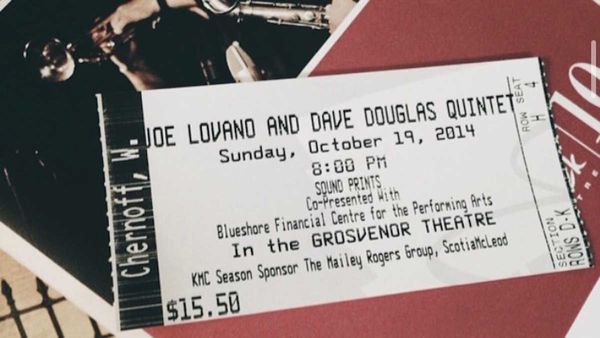 JOE LOVANO AND DAVE DOUGLAS QUINTET
Sunday, October 19, 2014
8:00 PM
SOUND PRINTS
Co-Presented With
Blueshore Financial Centre for the Performing Arts
In the GROSVENOR THEATRE
KMC Season Sponsor The Mailey Rogers Group, ScotiaMcLeod
$15.50
Chernoff, W.
ROW SEAT
H 4
SECTION
ROWS D-K